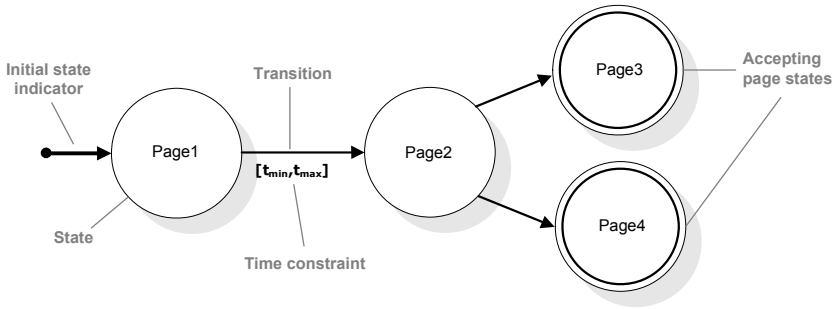 Initial state
indicator
Transition
Page3
Accepting
page states
Page1
Page2
[tmin,tmax]
State
Time constraint
Page4